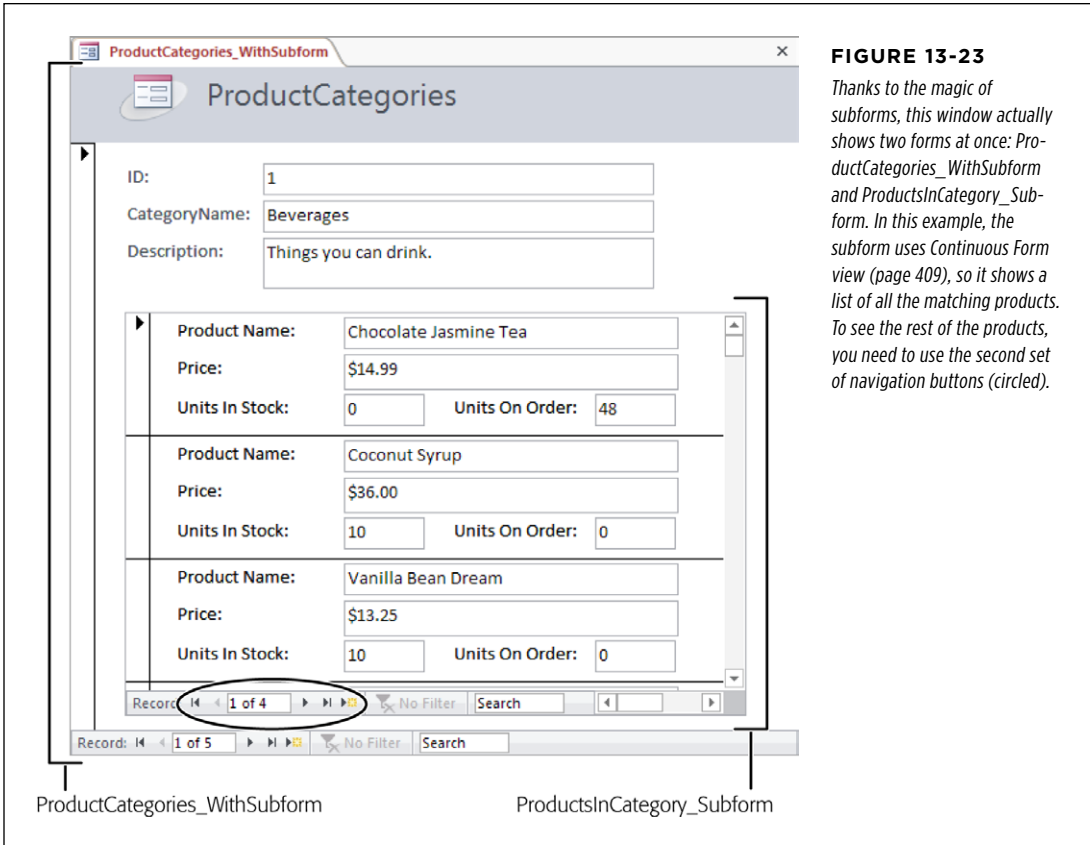 ProductCategories_WithSubform
ProductCategories
ID: 1
CategoryName: Beverages
Description: Things you can drink.
Product Name: Chocolate Jasmine Tea
Price: $14.99
Units In Stock: 0 Units On Order: 48
Product Name: Coconut Syrup
Price: $36.00
Units In Stock: 10 Units On Order: 0
Product Name: Vanilla Bean Dream
Price: $13.25
Units In Stock: 10 Units On Order: 0
Record: 1 of 4 No Filter Search
Record: 1 of 5 No Filter Search
ProductCategories_WithSubform ProductsInCategory_Subform
FIGURE 13-23
Thanks to the magic of
subforms, this window actually
shows two forms at once: Pro-
ductCategories_WithSubform
and ProductsInCategory_Sub-
form. In this example, the
subform uses Continuous Form
view (page 409), so it shows a
list of all the matching products.
To see the rest of the products,
you need to use the second set
of navigation buttons (circled).